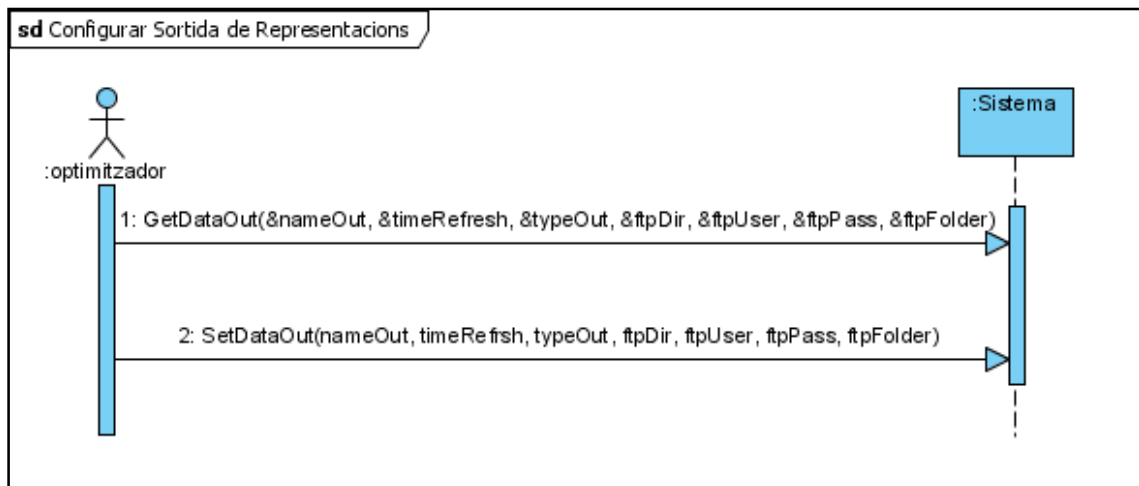 sd Configurar Sortida de Representacions
:Sistema
:optimitzador
1: GetDataOut(&nameOut, &timeRefresh, &typeOut, &ftpDir, &ftpUser, &ftpPass, &ftpFolder)
2: SetDataOut(nameOut, timeRefrsh, typeOut, ftpDir, ftpUser, ftpPass, ftpFolder)